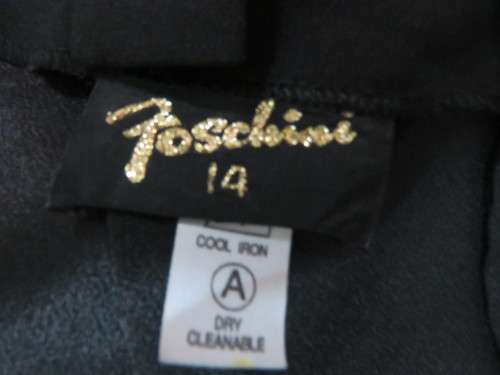 Foschini
14
COOL IRON
A
DRY
CLEANABLE